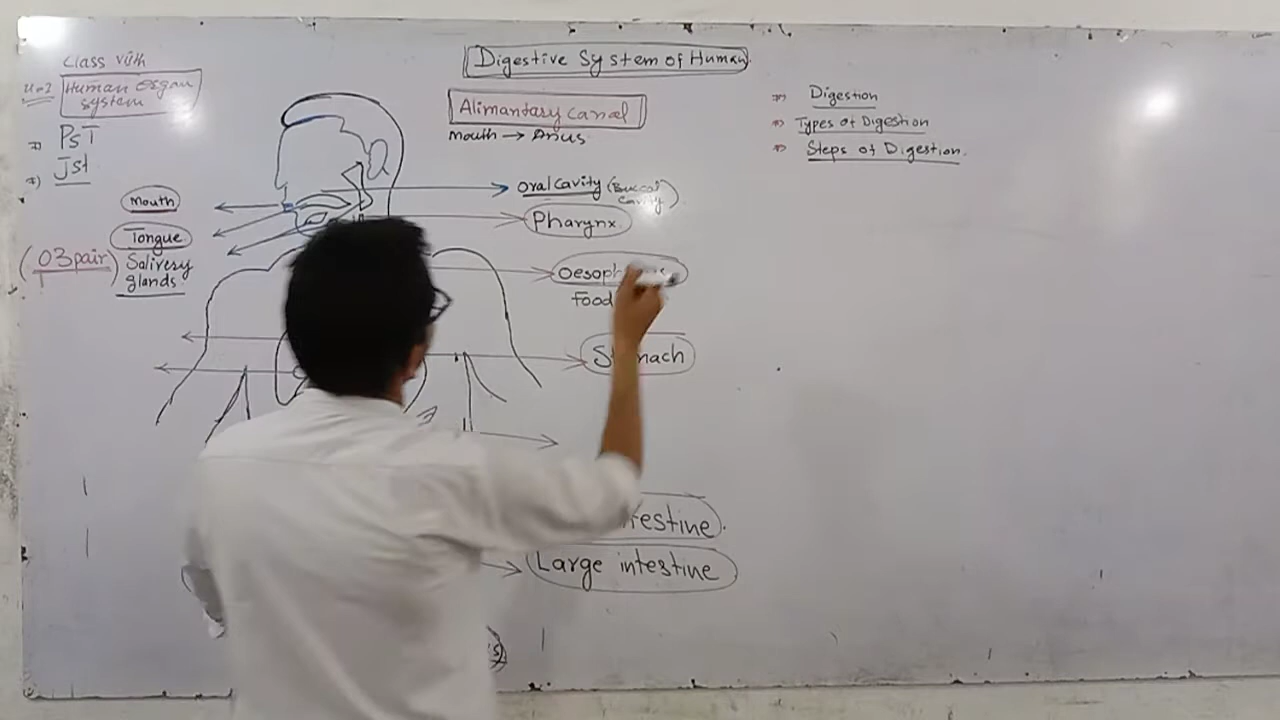 Class VIIth
Human Organ
system
PST
JST
Digestive System of Human
Alimantary canal
Mouth → Anus
Digestion
Types of Digestion
Steps of Digestion.
Mouth
Tongue
(03 pair)
Salivery
glands
oral cavity (Buccal
cavity)
Pharynx
Food
Large intestine